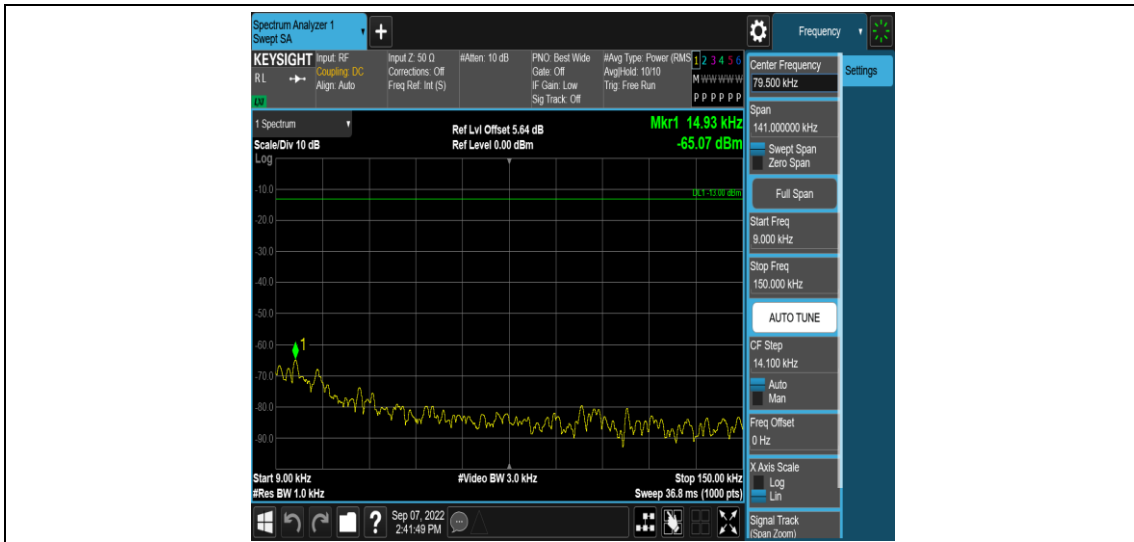 Spectrum Analyzer 1
Swept SA
+
Frequency
KEYSIGHT
RL
LM
Input: RF
Coupling: DC
Align: Auto
Input Z: 50 Ω
Corrections: Off
Freq Ref: Int (S)
#Atten: 10 dB
PNO: Best Wide
Gate: Off
IF Gain: Low
Sig Track: Off
#Avg Type: Power (RMS
Avg|Hold: 10/10
Trig: Free Run
1 2 3 4 5 6
M W W W W W
P P P P P P
1 Spectrum
Scale/Div 10 dB
Log
Ref Lvl Offset 5.64 dB
Ref Level 0.00 dBm
Mkr1 14.93 kHz
-65.07 dBm
DL1 -13.00 dBm
-10.0
-20.0
-30.0
-40.0
-50.0
-60.0
1
-70.0
-80.0
-90.0
Start 9.00 kHz
#Video BW 3.0 kHz
Stop 150.00 kHz
#Res BW 1.0 kHz
Sweep 36.8 ms (1000 pts)
Center Frequency
79.500 kHz
Settings
Span
141.000000 kHz
Swept Span
Zero Span
Full Span
Start Freq
9.000 kHz
Stop Freq
150.000 kHz
AUTO TUNE
CF Step
14.100 kHz
Auto
Man
Freq Offset
0 Hz
X Axis Scale
Log
Lin
Signal Track
(Span Zoom)
?
Sep 07, 2022
2:41:49 PM